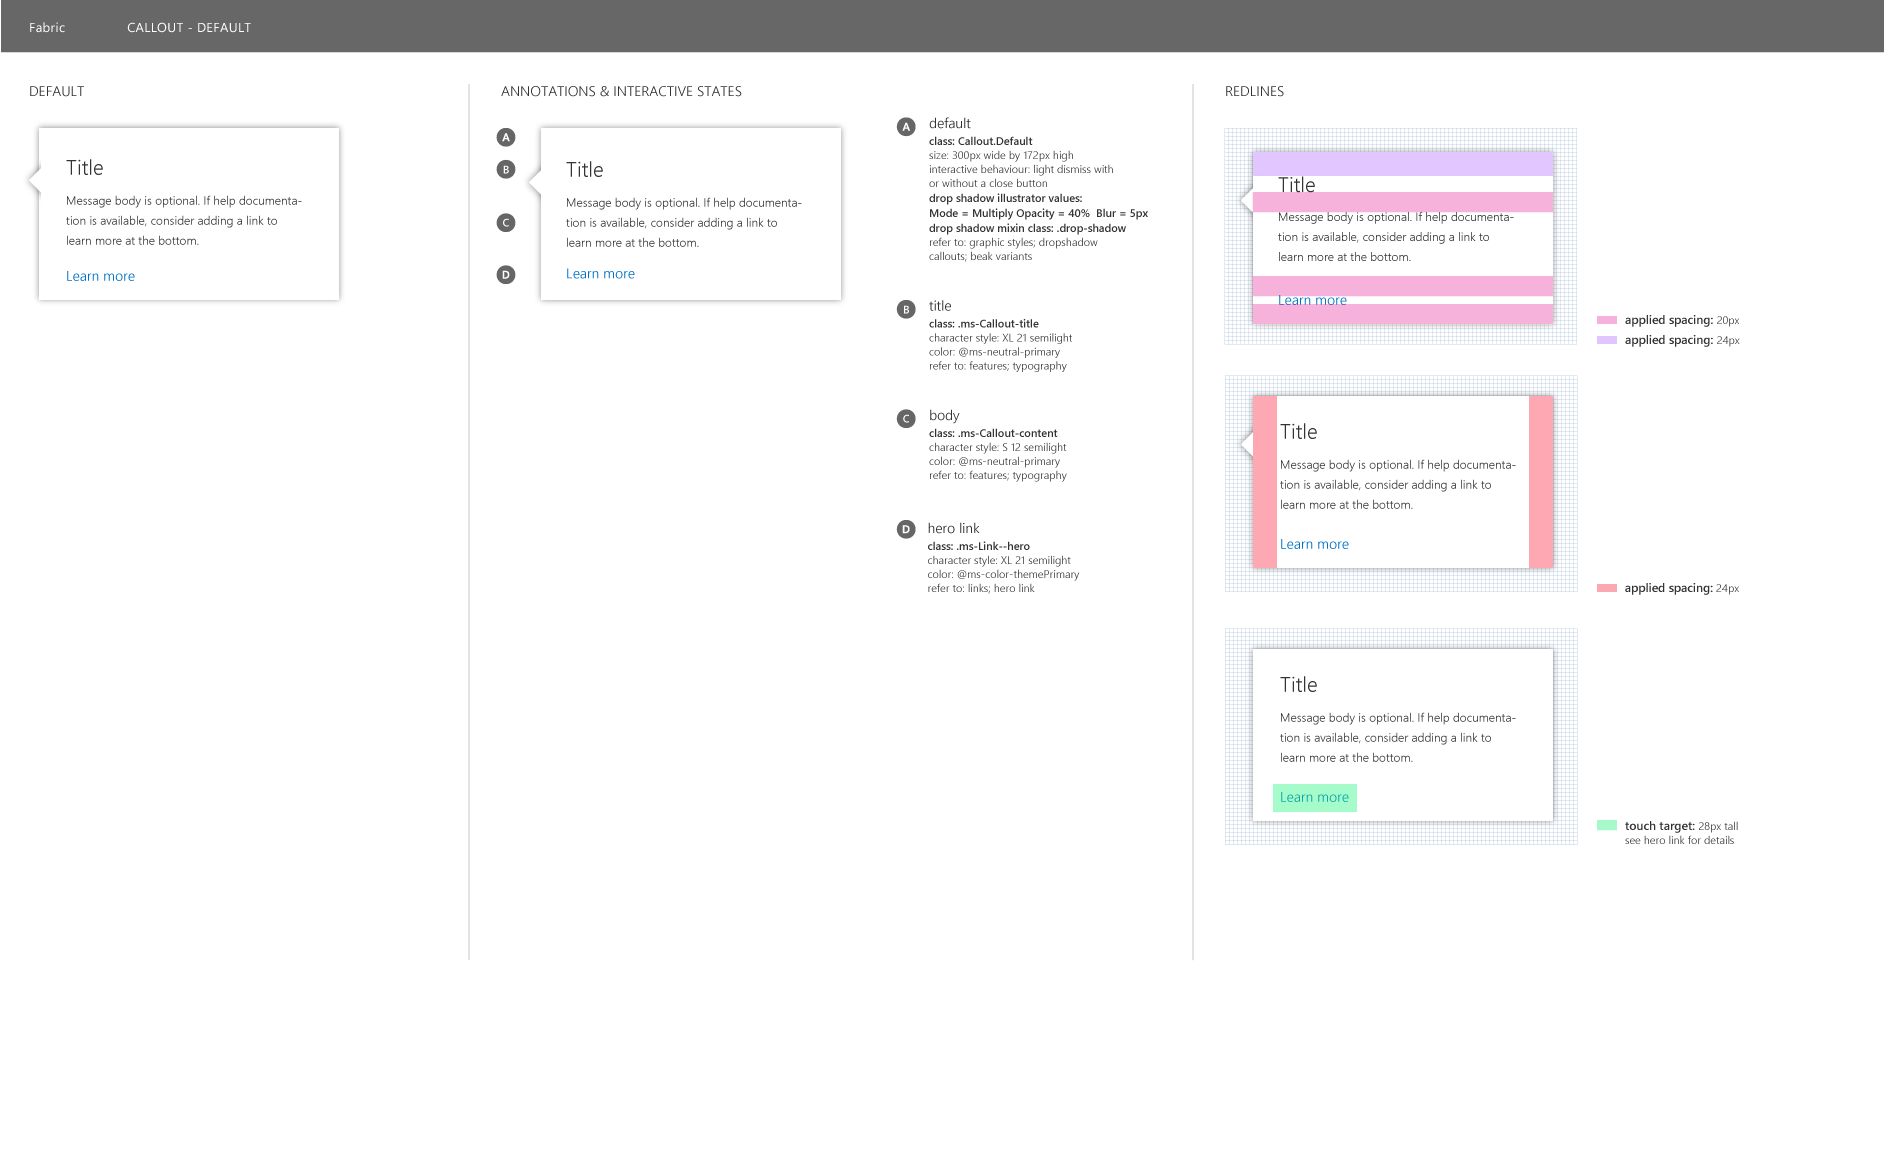 Fabric
CALLOUT - DEFAULT
DEFAULT
Title
Message body is optional. If help documenta-
tion is available, consider adding a link to
learn more at the bottom.
Learn more
ANNOTATIONS & INTERACTIVE STATES
A
B
C
D
Title
Message body is optional. If help documenta-
tion is available, consider adding a link to
learn more at the bottom.
Learn more
A
default
class: Callout.Default
size: 300px wide by 172px high
interactive behaviour: light dismiss with
or without a close button
drop shadow illustrator values:
Mode = Multiply Opacity = 40% Blur = 5px
drop shadow mixin class: .drop-shadow
refer to: graphic styles; dropshadow
callouts; beak variants
B
title
class: .ms-Callout-title
character style: XL 21 semilight
color: @ms-neutral-primary
refer to: features; typography
C
body
class: .ms-Callout-content
character style: S 12 semilight
color: @ms-neutral-primary
refer to: features; typography
D
hero link
class: .ms-Link--hero
character style: XL 21 semilight
color: @ms-color-themePrimary
refer to: links; hero link
REDLINES
Title
Message body is optional. If help documenta-
tion is available, consider adding a link to
learn more at the bottom.
Learn more
applied spacing: 20px
applied spacing: 24px
Title
Message body is optional. If help documenta-
tion is available, consider adding a link to
learn more at the bottom.
Learn more
applied spacing: 24px
Title
Message body is optional. If help documenta-
tion is available, consider adding a link to
learn more at the bottom.
Learn more
touch target: 28px tall
see hero link for details